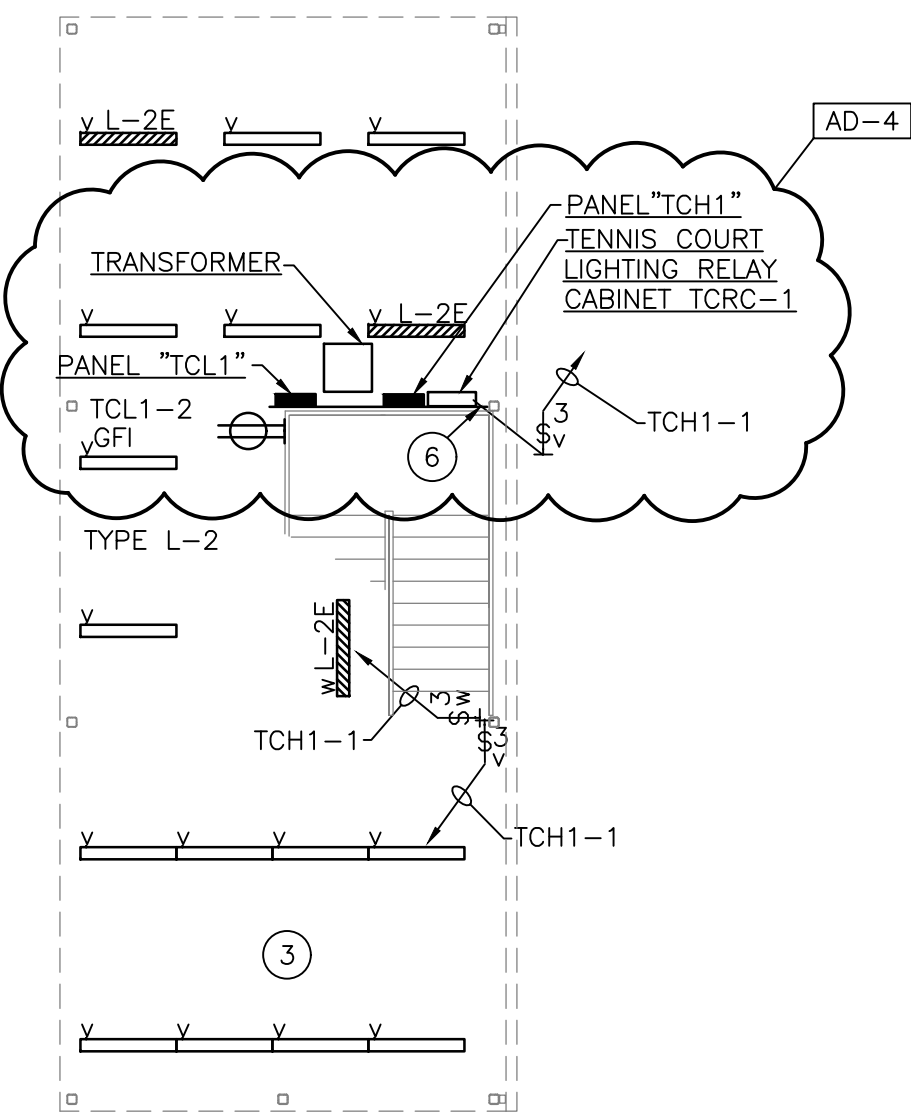 V L-2E
V
V
AD-4
PANEL"TCH1"
TENNIS COURT
LIGHTING RELAY
CABINET TCRC-1
TRANSFORMER
V
V
V L-2E
PANEL "TCL1"
TCL1-2
GFI
V
6
3
S V
TCH1-1
TYPE L-2
V
W L-2E
3
S W
TCH1-1
S 3
V
TCH1-1
V
V
V
V
3
V
V
V
V